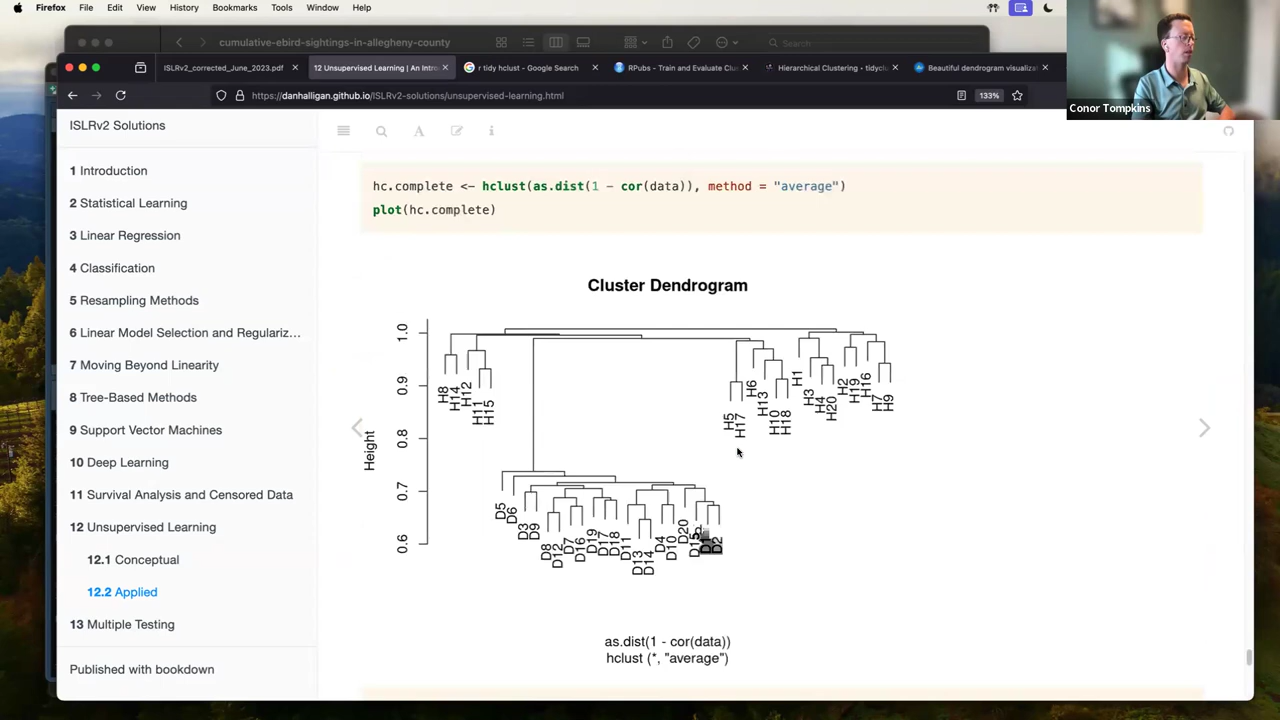 Firefox File Edit View History Bookmarks Tools Window Help
cumulative-ebird-sightings-in-allegheny-county
Search
ISLRv2_corrected_June_2023.pdf
12 Unsupervised Learning | An Intro
r tidy hclust - Google Search
RPubs - Train and Evaluate Clu
Hierarchical Clustering • tidyclu
Beautiful dendrogram visualizat
Conor Tompkins
https://danhalligan.github.io/ISLRv2-solutions/unsupervised-learning.html
133%
ISLRv2 Solutions
1 Introduction
2 Statistical Learning
3 Linear Regression
4 Classification
5 Resampling Methods
6 Linear Model Selection and Regulariz…
7 Moving Beyond Linearity
8 Tree-Based Methods
9 Support Vector Machines
10 Deep Learning
11 Survival Analysis and Censored Data
12 Unsupervised Learning
12.1 Conceptual
12.2 Applied
13 Multiple Testing
Published with bookdown
hc.complete <- hclust(as.dist(1 - cor(data)), method = "average")
plot(hc.complete)
Cluster Dendrogram
Height
1.0
0.9
0.8
0.7
0.6
H8
H14
H12
H11
H15
D5
D6
D3
D9
D8
D12
D7
D16
D19
D17
D18
D11
D13
D14
D4
D10
D20
D15
D1
D2
H5
H17
H6
H13
H10
H18
H1
H3
H4
H20
H2
H19
H16
H7
H9
as.dist(1 - cor(data))
hclust (*, "average")